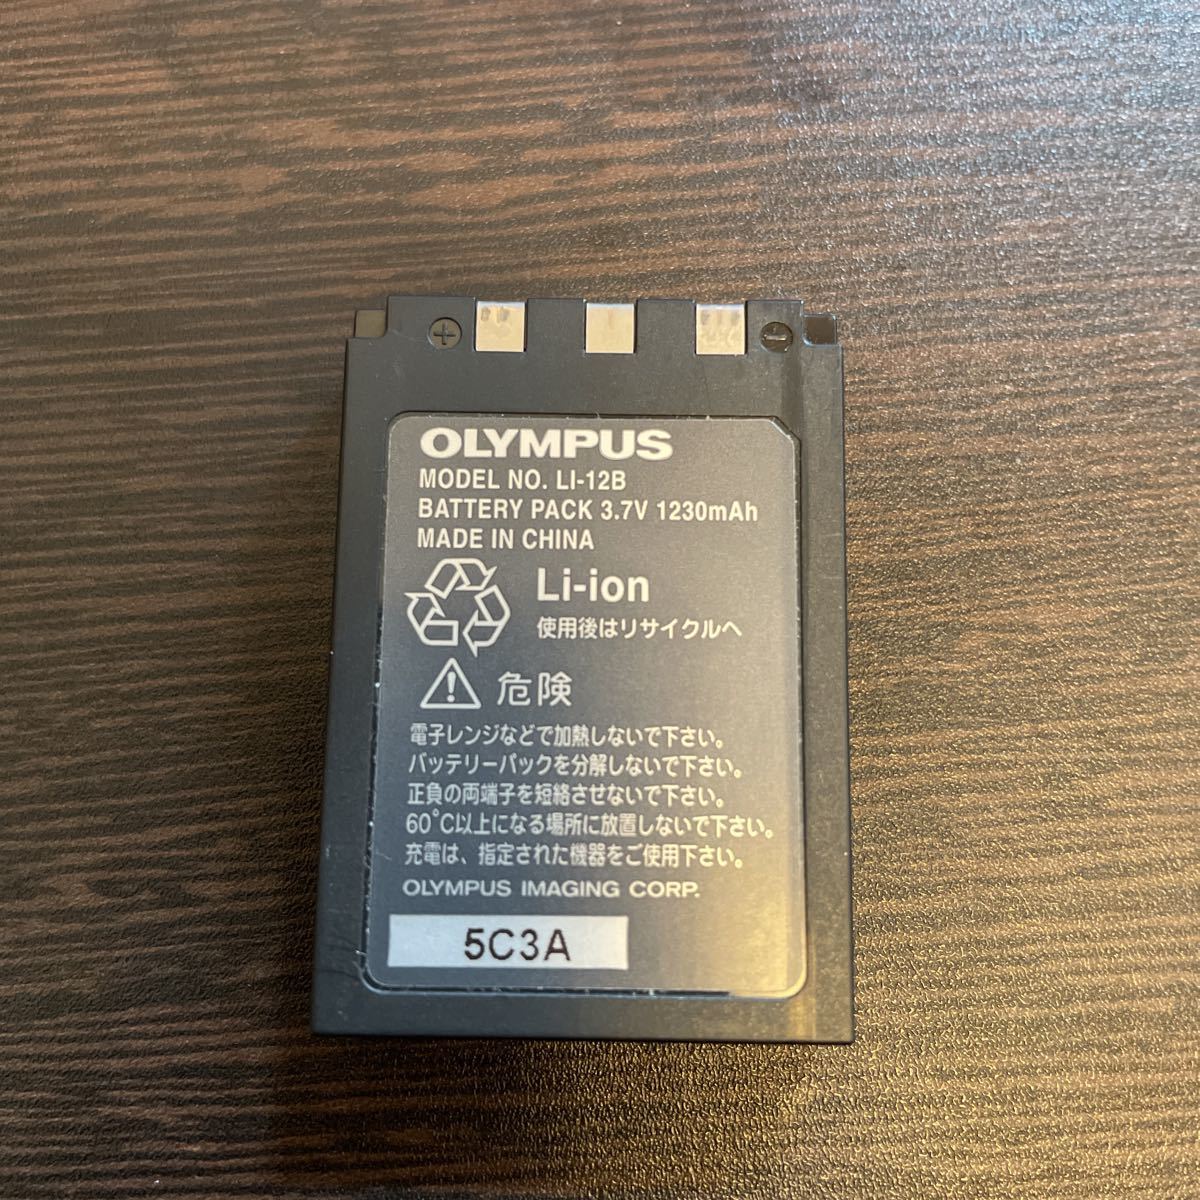 + −
OLYMPUS
MODEL NO. LI-12B
BATTERY PACK 3.7V 1230mAh
MADE IN CHINA
Li-ion
使用後はリサイクルへ
危険
電子レンジなどで加熱しないで下さい。
バッテリーパックを分解しないで下さい。
正負の両端子を短絡させないで下さい。
60°C以上になる場所に放置しないで下さい。
充電は、指定された機器をご使用下さい。
OLYMPUS IMAGING CORP.
5C3A